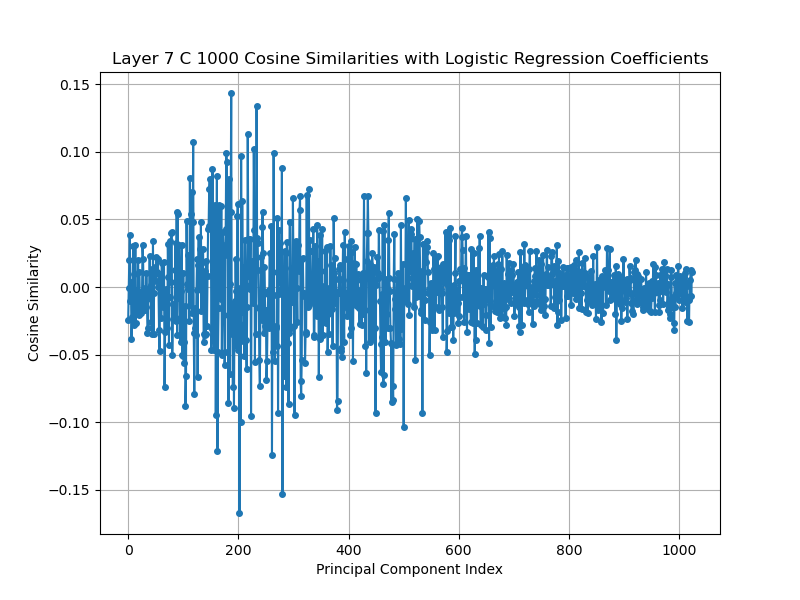 Layer 7 C 1000 Cosine Similarities with Logistic Regression Coefficients
0.15
0.10
0.05
0.00
−0.05
−0.10
−0.15
Cosine Similarity
0 200 400 600 800 1000
Principal Component Index